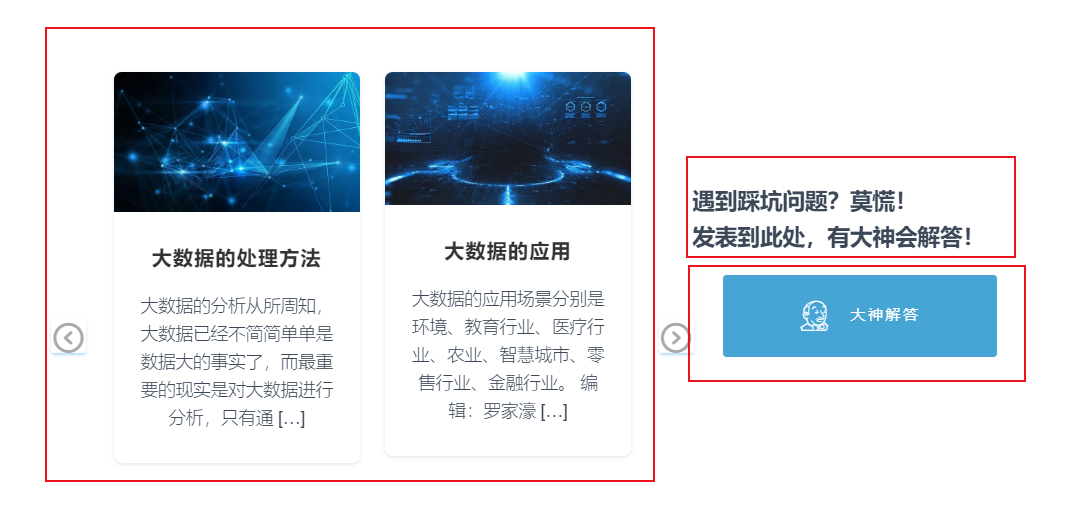 大数据的处理方法
大数据的分析从所周知，
大数据已经不简简单单是
数据大的事实了，而最重
要的现实是对大数据进行
分析，只有通 [...]
大数据的应用
大数据的应用场景分别是
环境、教育行业、医疗行
业、农业、智慧城市、零
售行业、金融行业。 编
辑：罗家濠 [...]
遇到踩坑问题？莫慌！
发表到此处，有大神会解答！
大神解答